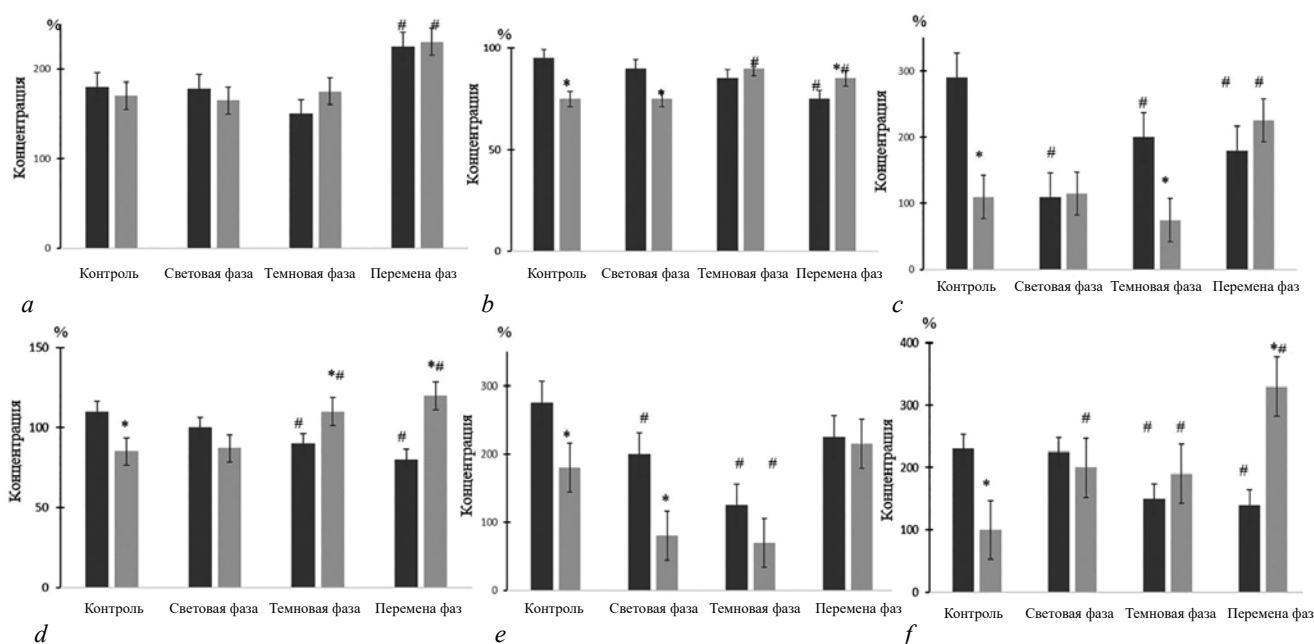 %
Концентрация
200
100
0
# #
Контроль Световая фаза Темновая фаза Перемена фаз
a
%
Концентрация
100
50
0
* * # # *#
Контроль Световая фаза Темновая фаза Перемена фаз
b
%
Концентрация
300
200
100
0
* # # * # #
Контроль Световая фаза Темновая фаза Перемена фаз
c
%
Концентрация
150
100
50
0
* # *# # *#
Контроль Световая фаза Темновая фаза Перемена фаз
d
%
Концентрация
300
200
100
0
* # * # #
Контроль Световая фаза Темновая фаза Перемена фаз
e
%
Концентрация
400
300
200
100
0
* # # # # *#
Контроль Световая фаза Темновая фаза Перемена фаз
f